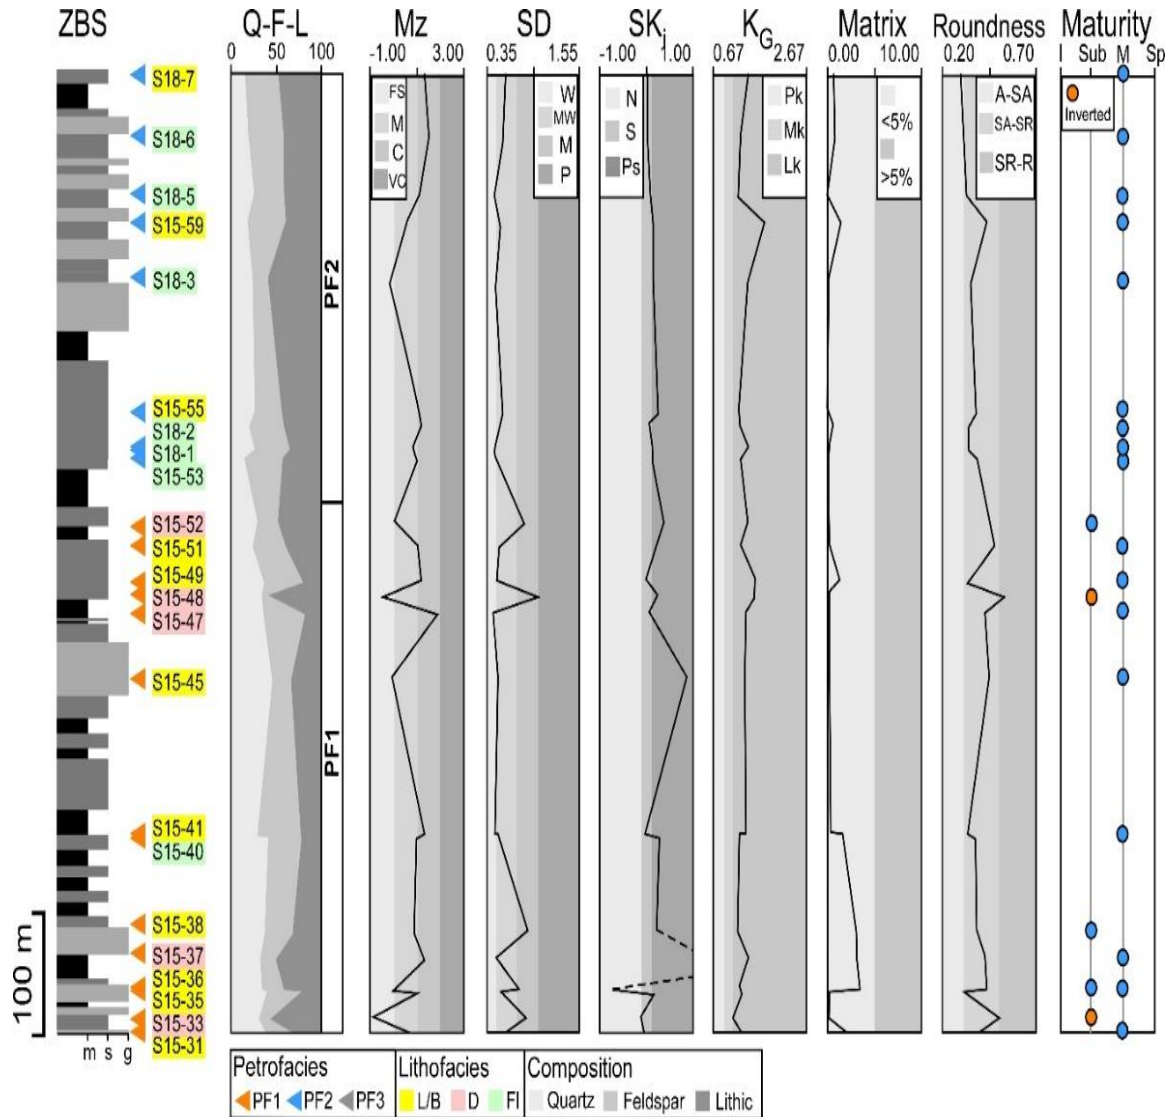 ZBS Q-F-L Mz SD SKi KG Matrix Roundness Maturity
0 50 100 -1.00 3.00 0.35 1.55 -1.00 1.00 0.67 2.67 0.00 10.00 0.20 0.70 I Sub M Sp
FS
M
C
VC
W
MW
M
P
N
S
Ps
Pk
Mk
Lk
<5%
>5%
A-SA
SA-SR
SR-R
Inverted
S18-7
S18-6
S18-5
S15-59
S18-3
S15-55
S18-2
S18-1
S15-53
S15-52
S15-51
S15-49
S15-48
S15-47
S15-45
S15-41
S15-40
S15-38
S15-37
S15-36
S15-35
S15-33
S15-31
PF2
PF1
100 m
m s g
Petrofacies Lithofacies Composition
PF1 PF2 PF3 L/B D Fl Quartz Feldspar Lithic